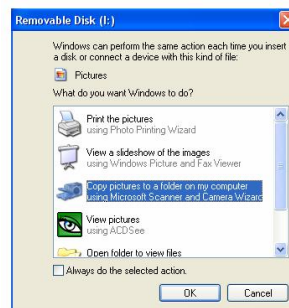 Removable Disk (I:)
Windows can perform the same action each time you insert
a disk or connect a device with this kind of file:
Pictures
What do you want Windows to do?
Print the pictures
using Photo Printing Wizard
View a slideshow of the images
using Windows Picture and Fax Viewer
Copy pictures to a folder on my computer
using Microsoft Scanner and Camera Wizard
View pictures
using ACDSee
Open folder to view files
Always do the selected action.
OK
Cancel